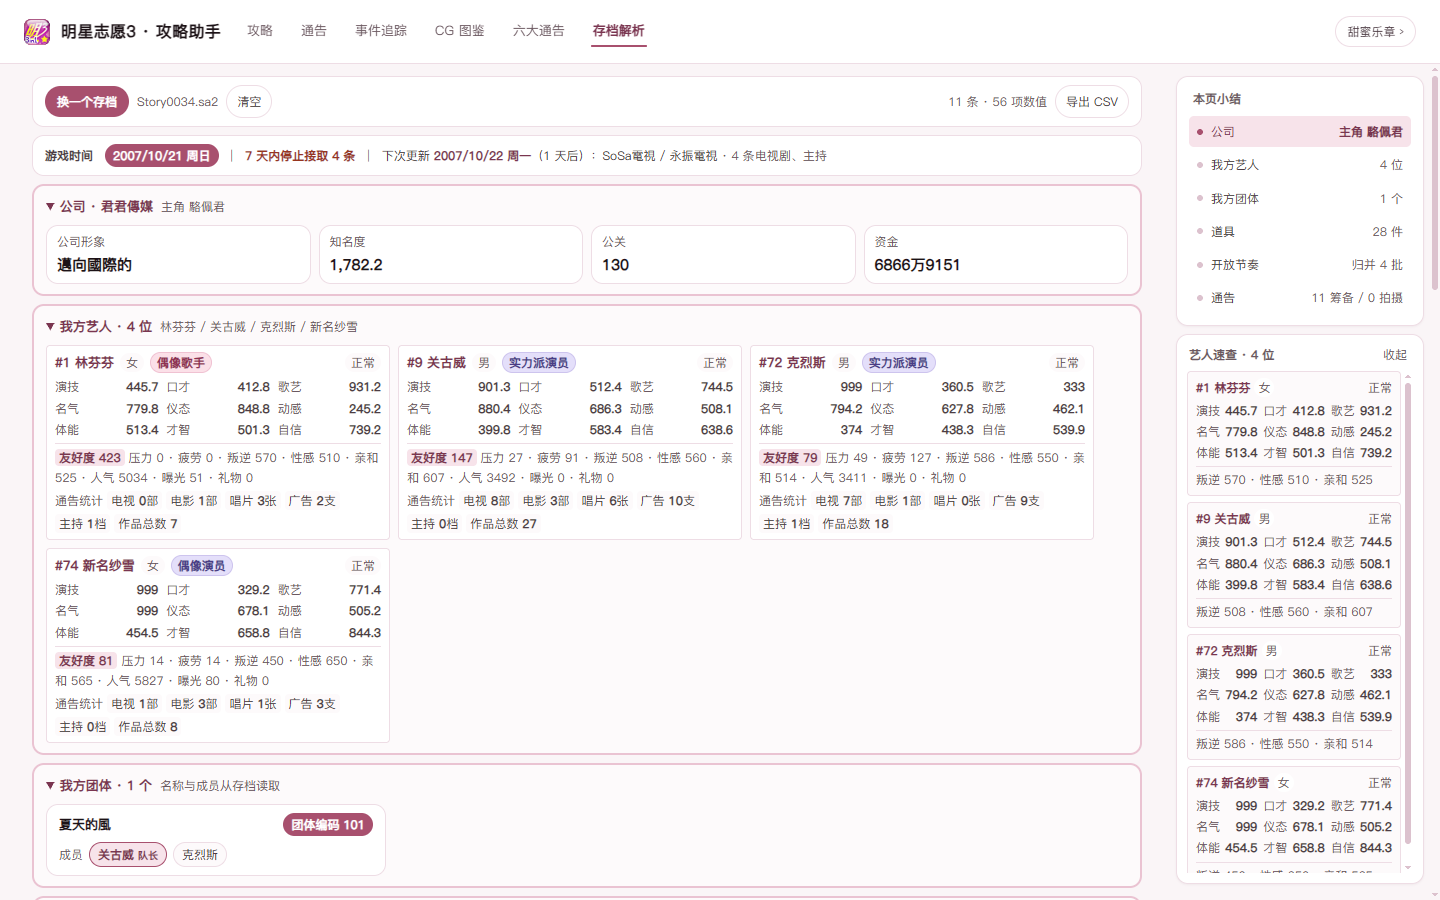 明星志愿3 · 攻略助手 攻略 通告 事件追踪 CG 图鉴 六大通告 存档解析 甜蜜乐章 ›
换一个存档 Story0034.sa2 清空 11 条 · 56 项数值 导出 CSV
游戏时间 2007/10/21 周日 | 7 天内停止接取 4 条 | 下次更新 2007/10/22 周一（1 天后）：SoSa電視 / 永振電視 · 4 条电视剧、主持
▼ 公司 · 君君傳媒 主角 駱佩君
公司形象 知名度 公关 资金
邁向國際的 1,782.2 130 6866万9151
▼ 我方艺人 · 4 位 林芬芬 / 关古威 / 克烈斯 / 新名纱雪
#1 林芬芬 女 偶像歌手 正常
演技 445.7 口才 412.8 歌艺 931.2
名气 779.8 仪态 848.8 动感 245.2
体能 513.4 才智 501.3 自信 739.2
友好度 423 压力 0 · 疲劳 0 · 叛逆 570 · 性感 510 · 亲和
525 · 人气 5034 · 曝光 51 · 礼物 0
通告统计 电视 0部 电影 1部 唱片 3张 广告 2支
主持 1档 作品总数 7
#9 关古威 男 实力派演员 正常
演技 901.3 口才 512.4 歌艺 744.5
名气 880.4 仪态 686.3 动感 508.1
体能 399.8 才智 583.4 自信 638.6
友好度 147 压力 27 · 疲劳 91 · 叛逆 508 · 性感 560 · 亲
和 607 · 人气 3492 · 曝光 0 · 礼物 0
通告统计 电视 8部 电影 3部 唱片 6张 广告 10支
主持 0档 作品总数 27
#72 克烈斯 男 实力派演员 正常
演技 999 口才 360.5 歌艺 333
名气 794.2 仪态 627.8 动感 462.1
体能 374 才智 438.3 自信 539.9
友好度 79 压力 49 · 疲劳 127 · 叛逆 586 · 性感 550 · 亲
和 514 · 人气 3411 · 曝光 0 · 礼物 0
通告统计 电视 7部 电影 1部 唱片 0张 广告 9支
主持 1档 作品总数 18
#74 新名纱雪 女 偶像演员 正常
演技 999 口才 329.2 歌艺 771.4
名气 999 仪态 678.1 动感 505.2
体能 454.5 才智 658.8 自信 844.3
友好度 81 压力 14 · 疲劳 14 · 叛逆 450 · 性感 650 · 亲
和 565 · 人气 5827 · 曝光 80 · 礼物 0
通告统计 电视 1部 电影 3部 唱片 1张 广告 3支
主持 0档 作品总数 8
▼ 我方团体 · 1 个 名称与成员从存档读取
夏天的風 团体编码 101
成员 关古威 队长 克烈斯
本页小结
公司 主角 駱佩君
我方艺人 4 位
我方团体 1 个
道具 28 件
开放节奏 归并 4 批
通告 11 筹备 / 0 拍摄
艺人速查 · 4 位 收起
#1 林芬芬 女 正常
演技 445.7 口才 412.8 歌艺 931.2
名气 779.8 仪态 848.8 动感 245.2
体能 513.4 才智 501.3 自信 739.2
叛逆 570 · 性感 510 · 亲和 525
#9 关古威 男 正常
演技 901.3 口才 512.4 歌艺 744.5
名气 880.4 仪态 686.3 动感 508.1
体能 399.8 才智 583.4 自信 638.6
叛逆 508 · 性感 560 · 亲和 607
#72 克烈斯 男 正常
演技 999 口才 360.5 歌艺 333
名气 794.2 仪态 627.8 动感 462.1
体能 374 才智 438.3 自信 539.9
叛逆 586 · 性感 550 · 亲和 514
#74 新名纱雪 女 正常
演技 999 口才 329.2 歌艺 771.4
名气 999 仪态 678.1 动感 505.2
体能 454.5 才智 658.8 自信 844.3